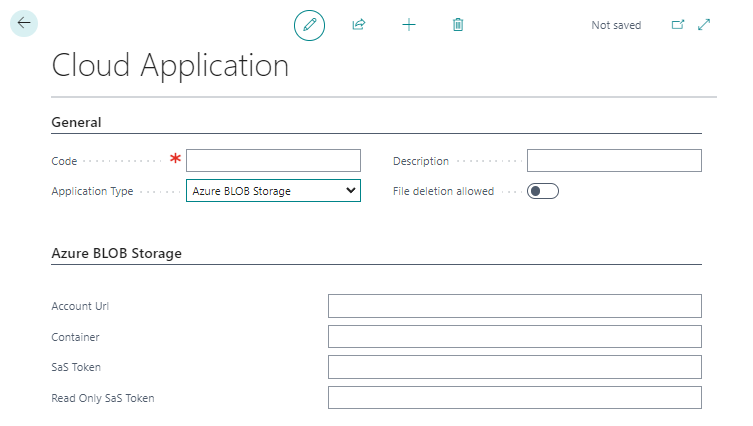 Not saved
Cloud Application
General
Code * Description
Application Type Azure BLOB Storage File deletion allowed
Azure BLOB Storage
Account Url
Container
SaS Token
Read Only SaS Token